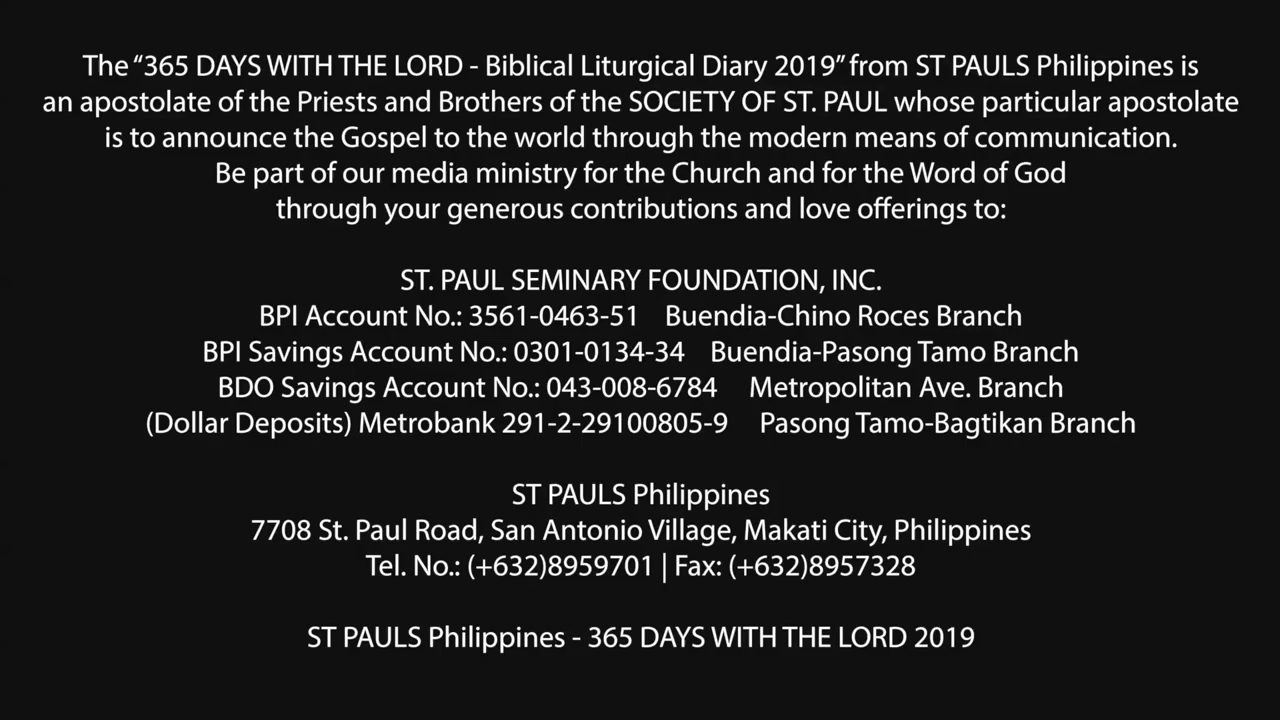 The “365 DAYS WITH THE LORD - Biblical Liturgical Diary 2019” from ST PAULS Philippines is
an apostolate of the Priests and Brothers of the SOCIETY OF ST. PAUL whose particular apostolate
is to announce the Gospel to the world through the modern means of communication.
Be part of our media ministry for the Church and for the Word of God
through your generous contributions and love offerings to:
ST. PAUL SEMINARY FOUNDATION, INC.
BPI Account No.: 3561-0463-51 Buendia-Chino Roces Branch
BPI Savings Account No.: 0301-0134-34 Buendia-Pasong Tamo Branch
BDO Savings Account No.: 043-008-6784 Metropolitan Ave. Branch
(Dollar Deposits) Metrobank 291-2-29100805-9 Pasong Tamo-Bagtikan Branch
ST PAULS Philippines
7708 St. Paul Road, San Antonio Village, Makati City, Philippines
Tel. No.: (+632)8959701 | Fax: (+632)8957328
ST PAULS Philippines - 365 DAYS WITH THE LORD 2019